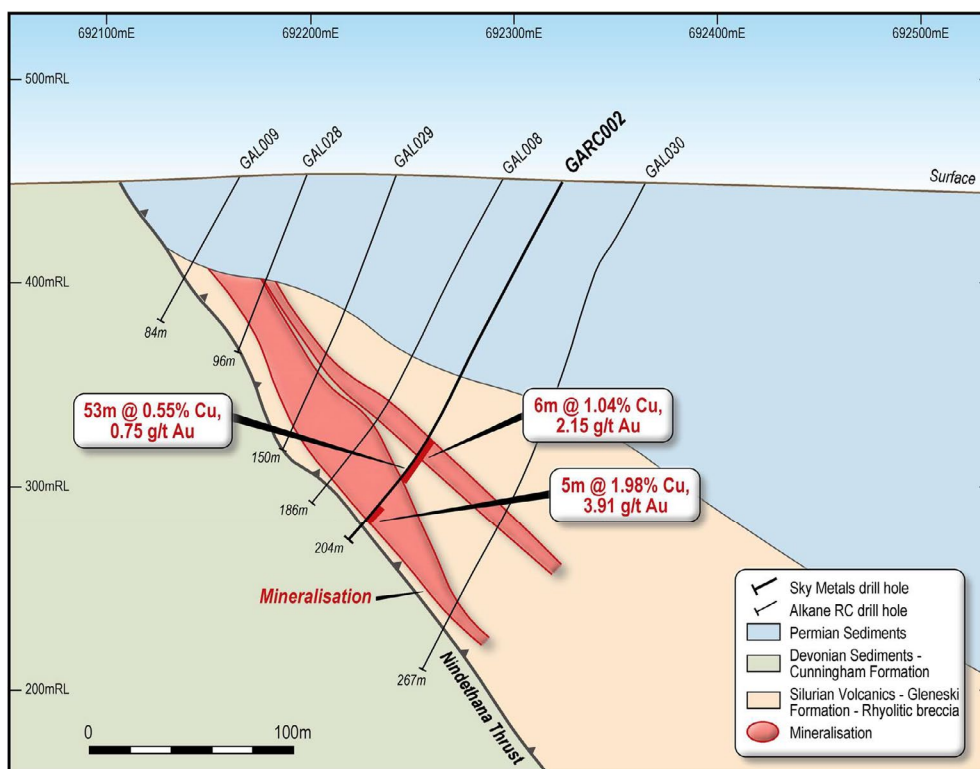 692100mE
692200mE
692300mE
692400mE
692500mE
500mRL
400mRL
300mRL
200mRL
GAL009
GAL028
GAL029
GAL008
GARC002
GAL030
Surface
84m
96m
150m
186m
204m
267m
53m @ 0.55% Cu,
0.75 g/t Au
6m @ 1.04% Cu,
2.15 g/t Au
5m @ 1.98% Cu,
3.91 g/t Au
Mineralisation
Nindethana Thrust
0
100m
Sky Metals drill hole
Alkane RC drill hole
Permian Sediments
Devonian Sediments -
Cunningham Formation
Silurian Volcanics - Gleneski
Formation - Rhyolitic breccia
Mineralisation